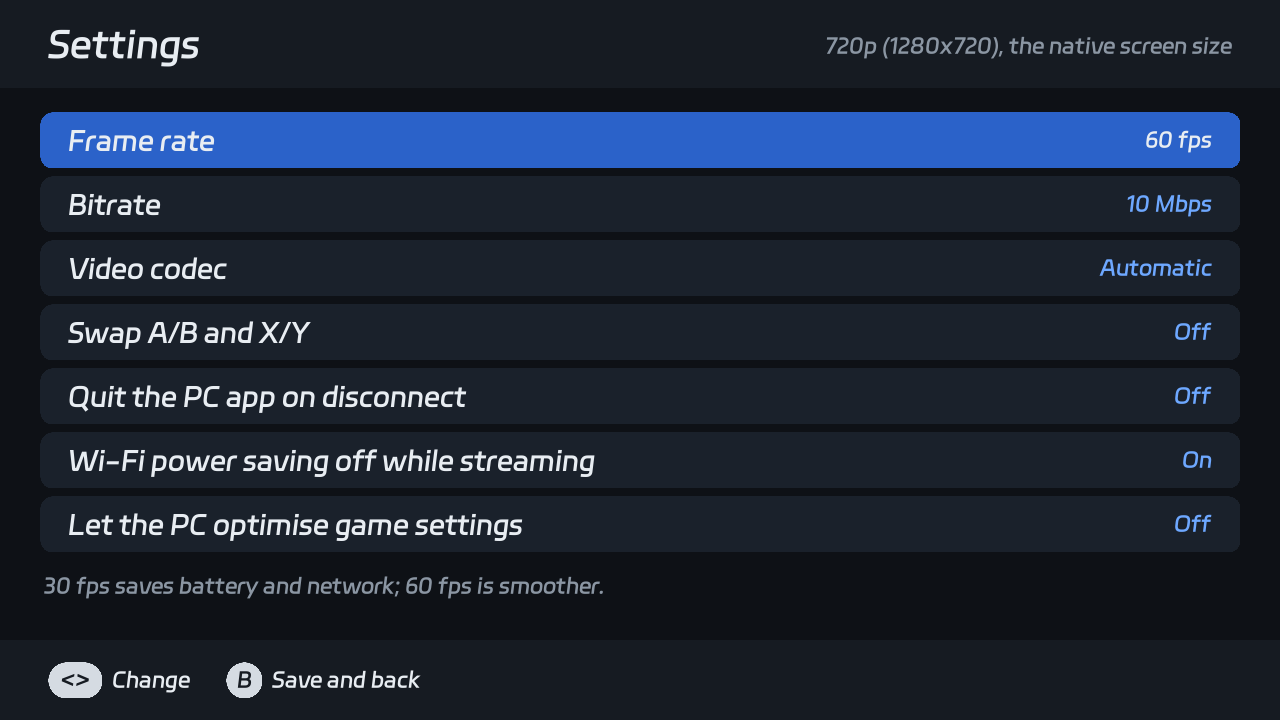 Settings
720p (1280x720), the native screen size
Frame rate
60 fps
Bitrate
10 Mbps
Video codec
Automatic
Swap A/B and X/Y
Off
Quit the PC app on disconnect
Off
Wi-Fi power saving off while streaming
On
Let the PC optimise game settings
Off
30 fps saves battery and network; 60 fps is smoother.
<> Change
B Save and back